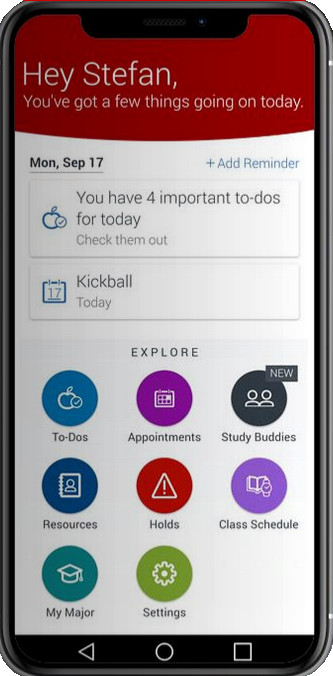 Hey Stefan,
You've got a few things going on today.
Mon, Sep 17
+ Add Reminder
You have 4 important to-dos
for today
Check them out
17
Kickball
Today
EXPLORE
NEW
To-Dos
Appointments
Study Buddies
Resources
Holds
Class Schedule
My Major
Settings